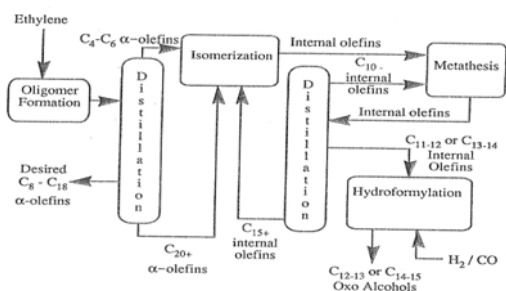 Ethylene
C4-C6 α-olefins
Isomerization
Internal olefins
Metathesis
C10 -
internal
olefins
Oligomer
Formation
Distillation
Distillation
Internal olefins
Desired
C8 - C18
α-olefins
C11-12 or C13-14
Internal
Olefins
Hydroformylation
C20+
α-olefins
C15+
internal
olefins
H2 / CO
C12-13 or C14-15
Oxo Alcohols